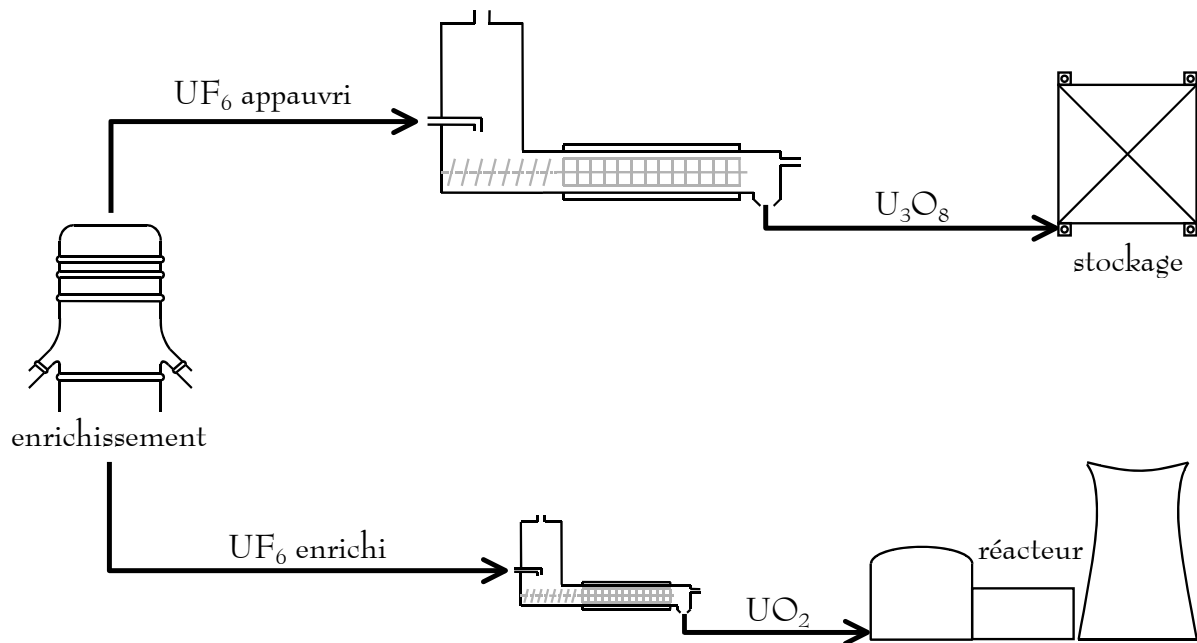 UF₆ appauvri
U₃O₈
stockage
enrichissement
UF₆ enrichi
réacteur
UO₂